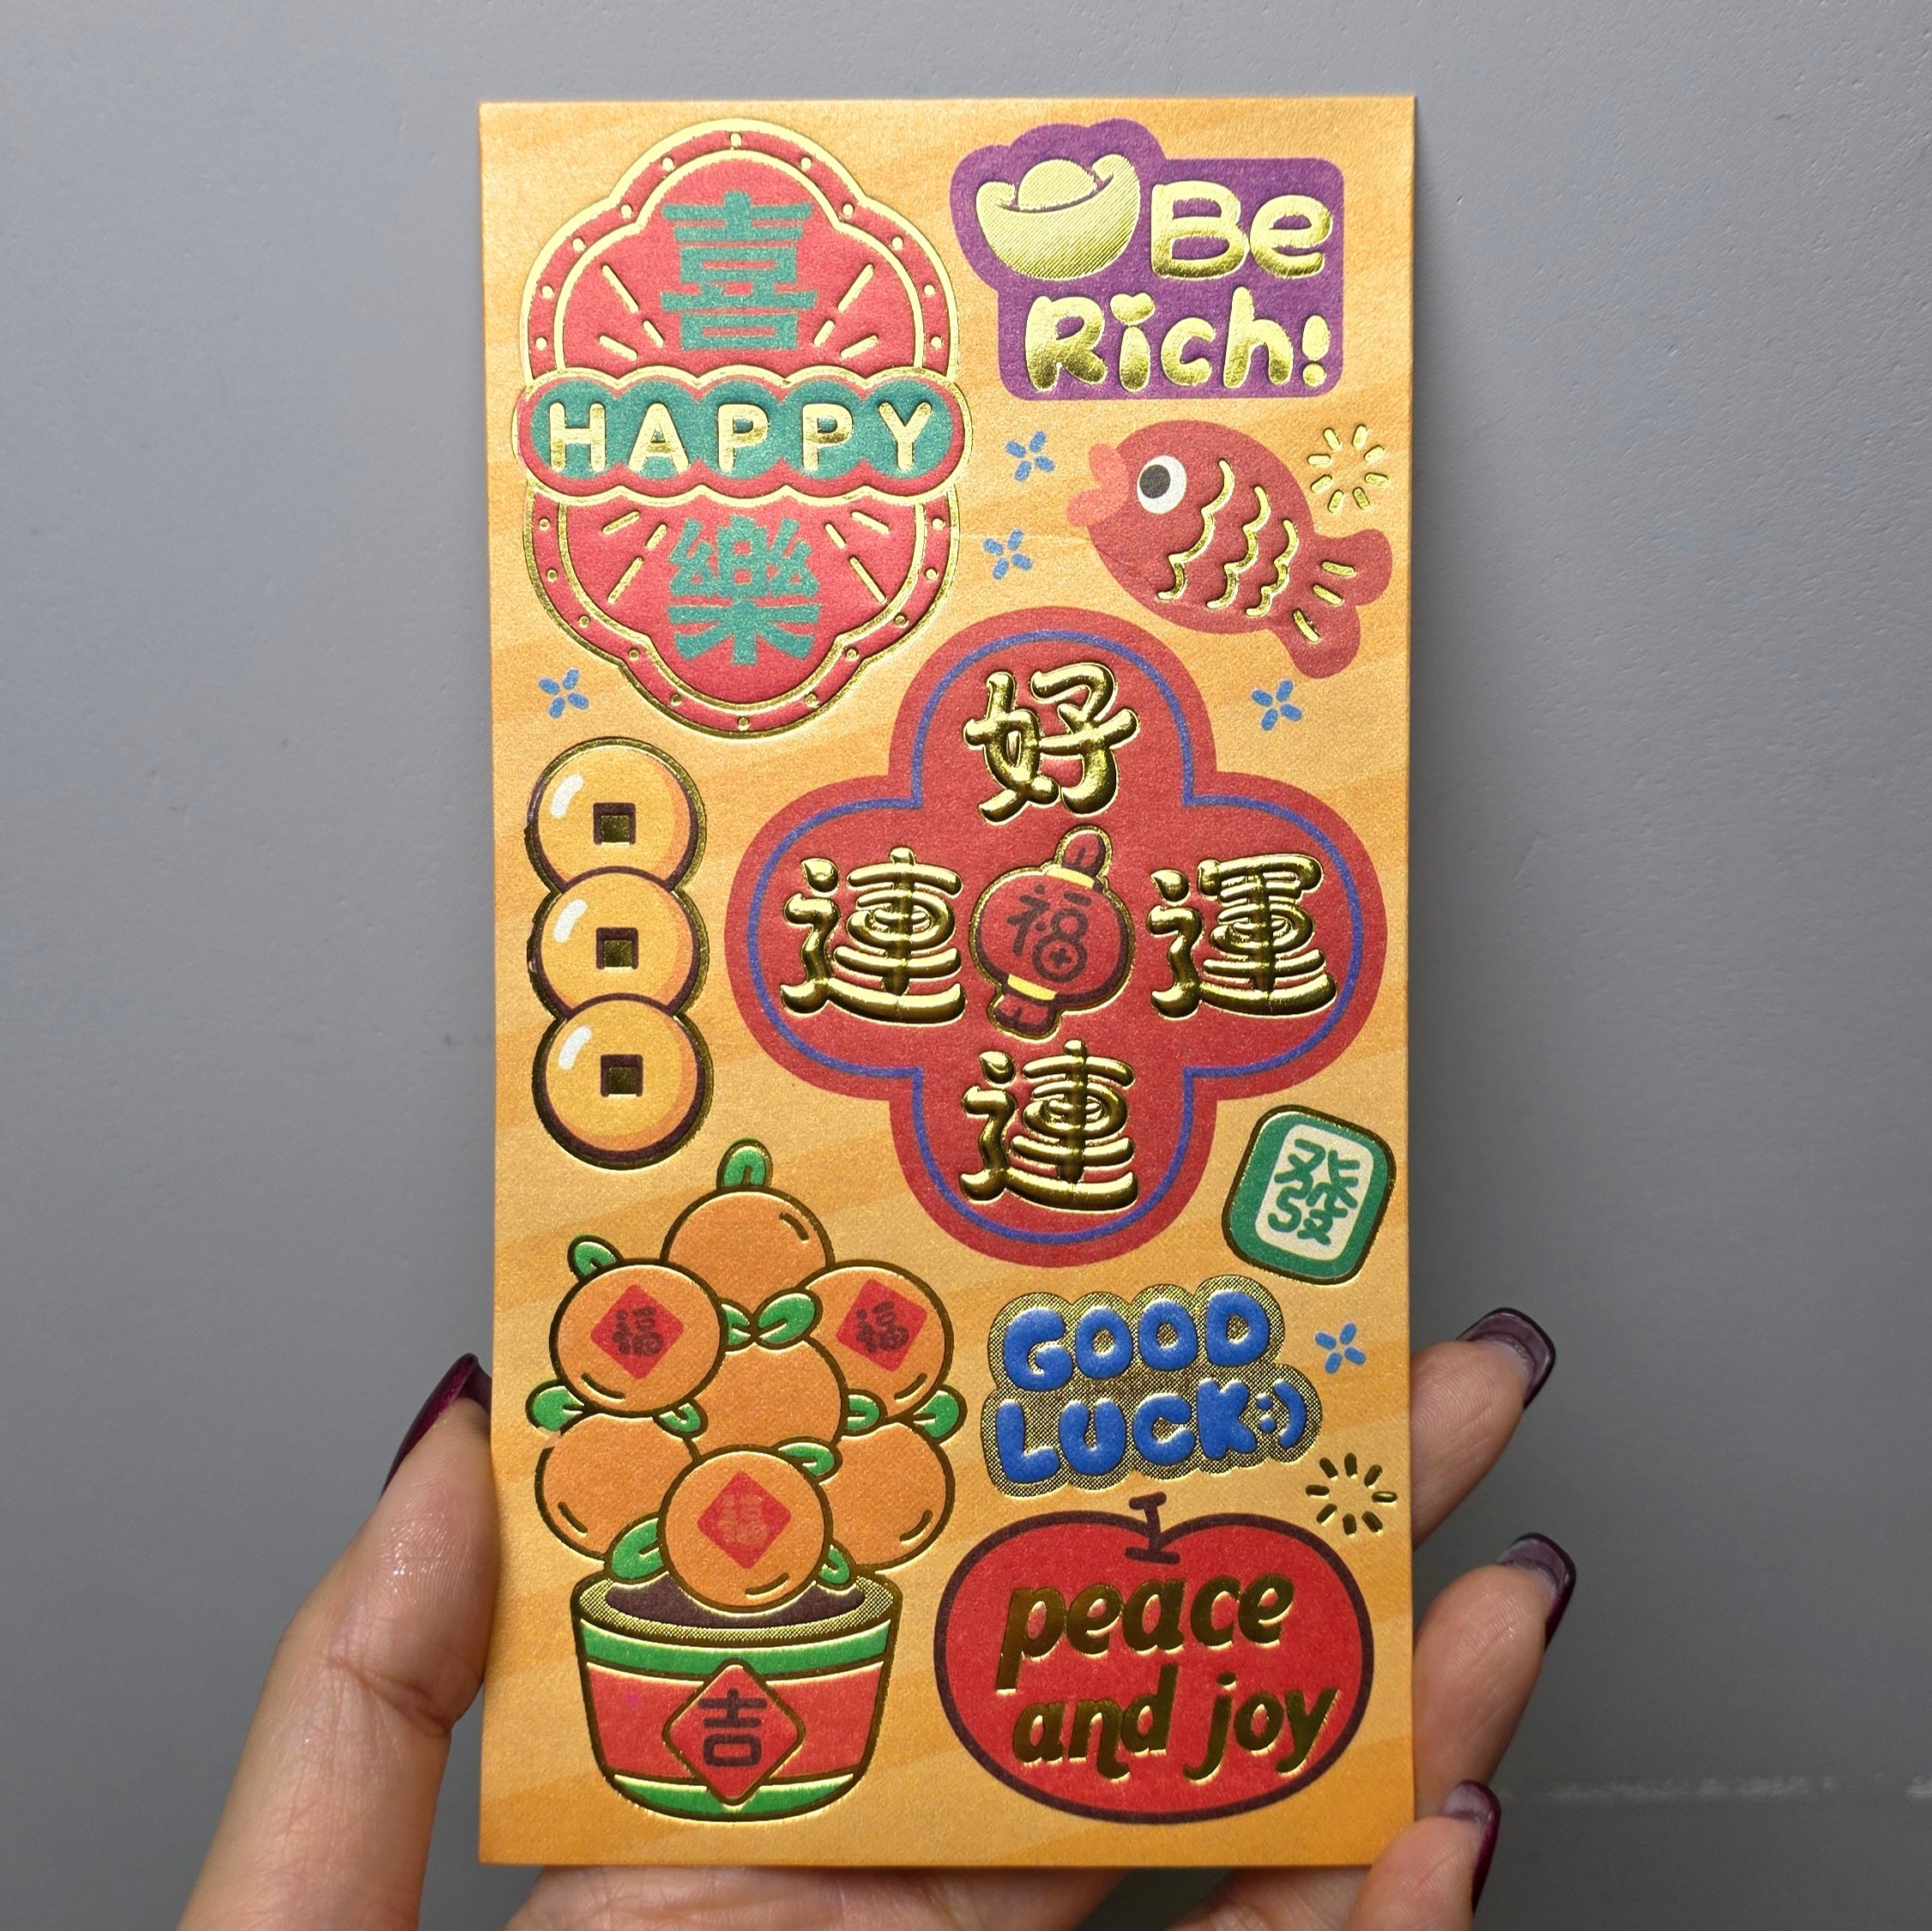 喜
HAPPY
樂
Be
Rich!
好
運
福
連
連
發
福
福
福
吉
GOOD
LUCK:)
peace
and joy